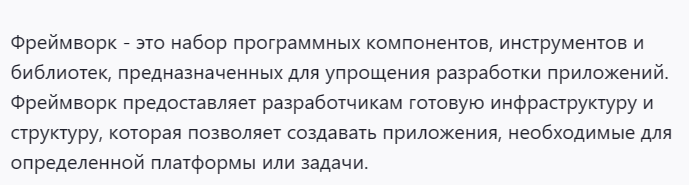 Фреймворк - это набор программных компонентов, инструментов и
библиотек, предназначенных для упрощения разработки приложений.
Фреймворк предоставляет разработчикам готовую инфраструктуру и
структуру, которая позволяет создавать приложения, необходимые для
определенной платформы или задачи.